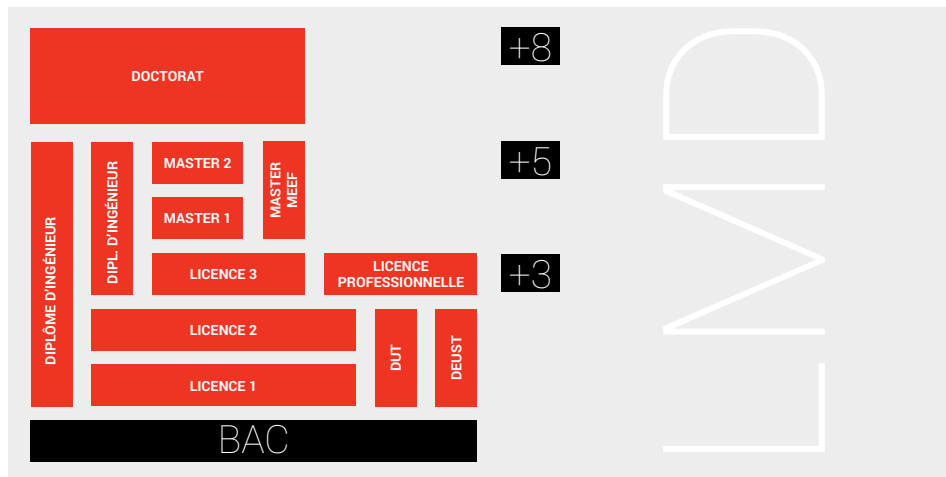 DOCTORAT
+8
LMD
DIPLÔME D'INGÉNIEUR
DIPL. D'INGÉNIEUR
MASTER 2
MASTER
MEEF
+5
MASTER 1
LICENCE 3
LICENCE
PROFESSIONNELLE
+3
LICENCE 2
DUT
DEUST
LICENCE 1
BAC